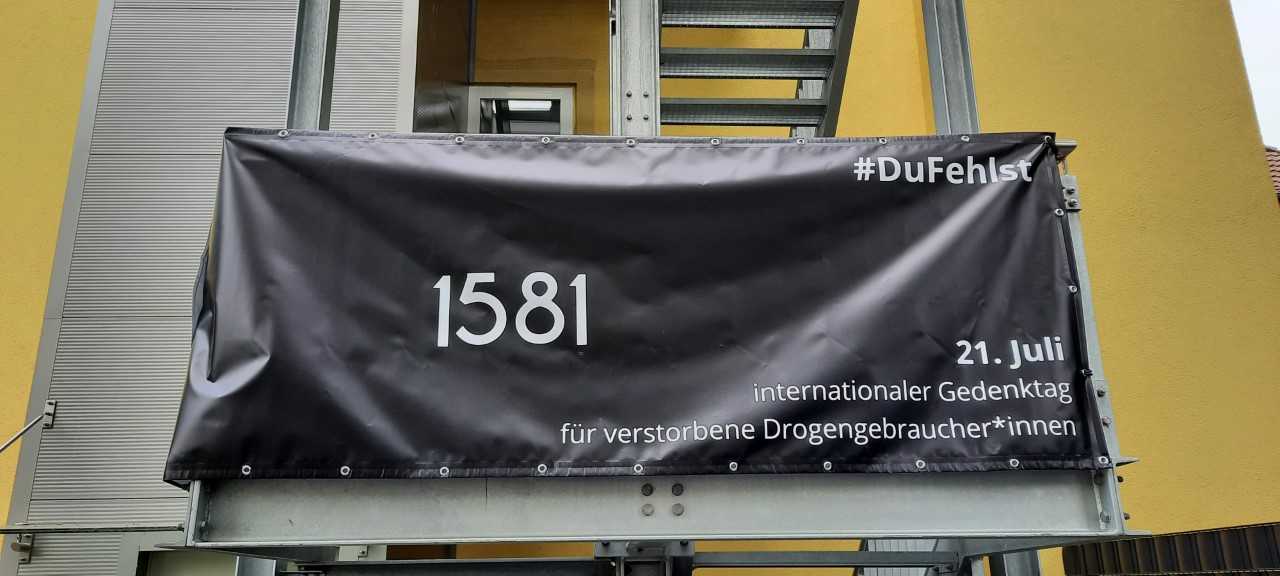 #DuFehlst
1581
21. Juli
internationaler Gedenktag
für verstorbene Drogengebraucher*innen